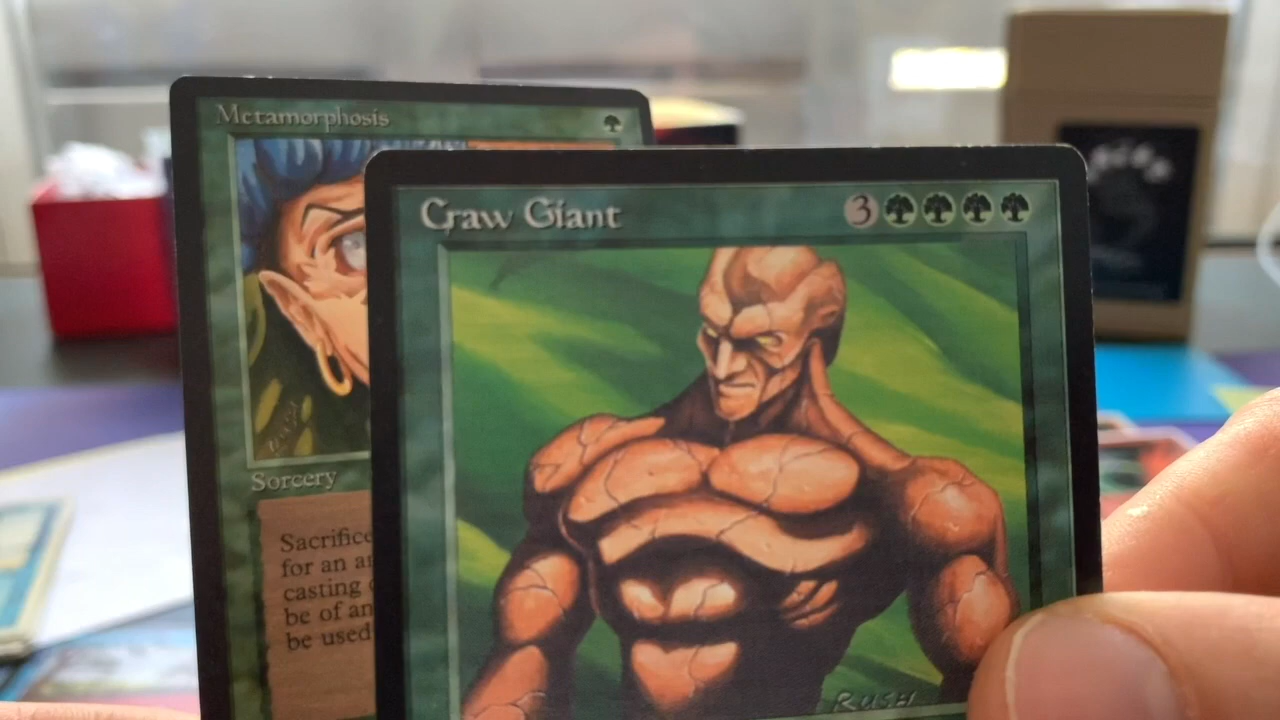 Metamorphosis
Craw Giant 3
Sorcery
Sacrifice
for an
casting
be of an
be used
RUSH